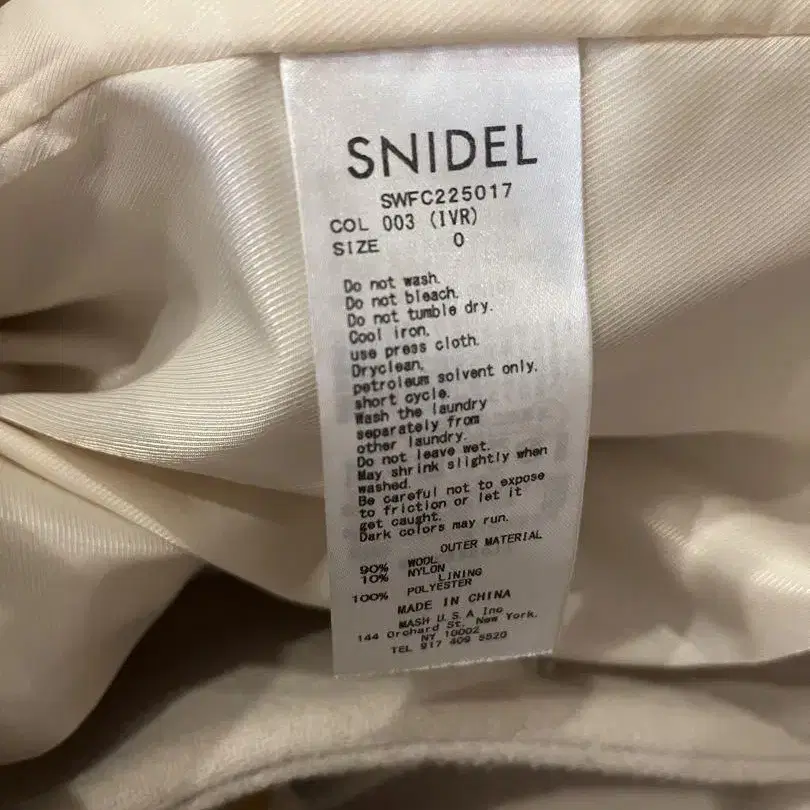 SNIDEL
SWFC225017
COL 003 (IVR)
SIZE 0
Do not wash.
Do not bleach.
Do not tumble dry.
Cool iron.
use press cloth.
Dryclean.
petroleum solvent only.
short cycle.
Wash the laundry
separately from
other laundry.
Do not leave wet.
May shrink slightly when
washed.
Be careful not to expose
to friction or let it
get caught.
Dark colors may run.
OUTER MATERIAL
90% WOOL
10% NYLON
LINING
100% POLYESTER
MADE IN CHINA
MASH U.S.A Inc
144 Orchard St, New York.
NY 10002
TEL 917 409 5520